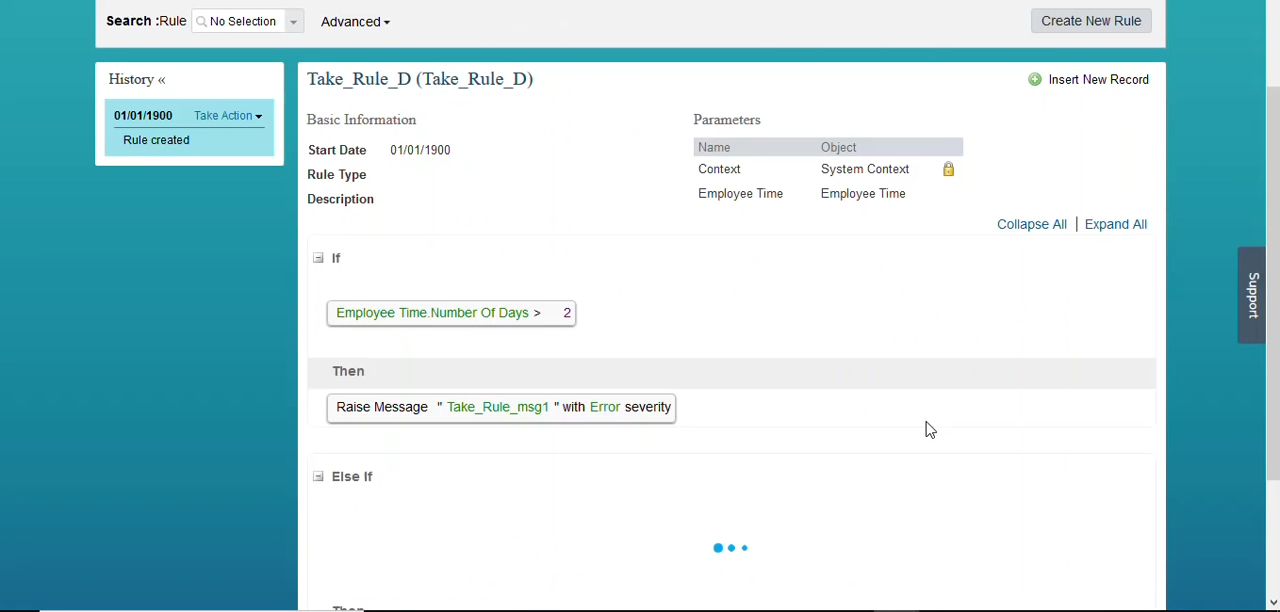 Search :Rule No Selection Advanced Create New Rule
History «
01/01/1900 Take Action
Rule created
Take_Rule_D (Take_Rule_D) Insert New Record
Basic Information
Start Date 01/01/1900
Rule Type
Description
Parameters
Name Object
Context System Context
Employee Time Employee Time
Collapse All | Expand All
If
Employee Time.Number Of Days > 2
Then
Raise Message " Take_Rule_msg1 " with Error severity
Else If
Then
Support